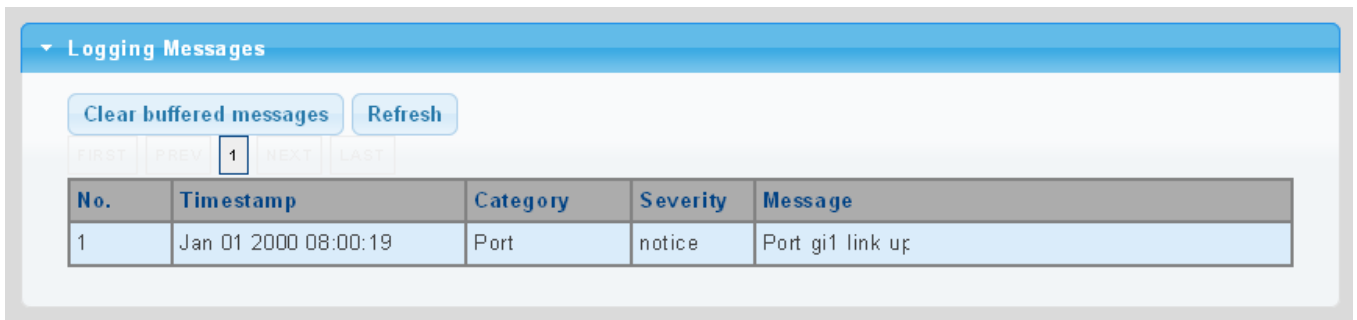 Logging Messages
Clear buffered messages Refresh
FIRST PREV 1 NEXT LAST
No. Timestamp Category Severity Message
1 Jan 01 2000 08:00:19 Port notice Port gi1 link up